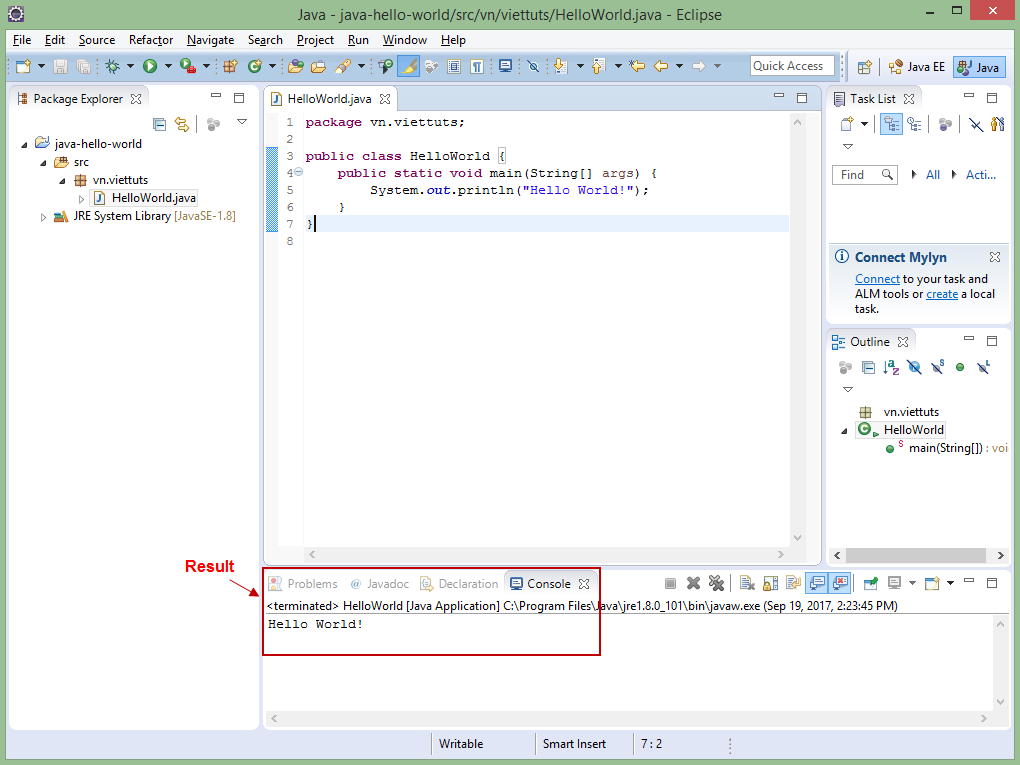 Java - java-hello-world/src/vn/viettuts/HelloWorld.java - Eclipse
File Edit Source Refactor Navigate Search Project Run Window Help
Quick Access
Java EE
Java
Package Explorer
java-hello-world
src
vn.viettuts
HelloWorld.java
JRE System Library [JavaSE-1.8]
HelloWorld.java
1 package vn.viettuts;
2
3 public class HelloWorld {
4 public static void main(String[] args) {
5 System.out.println("Hello World!");
6 }
7 }
8
Task List
Find
All
Acti...
Connect Mylyn
Connect to your task and
ALM tools or create a local
task.
Outline
vn.viettuts
HelloWorld
main(String[]) : voi
Result
Problems @ Javadoc Declaration Console
<terminated> HelloWorld [Java Application] C:\Program Files\Java\jre1.8.0_101\bin\javaw.exe (Sep 19, 2017, 2:23:45 PM)
Hello World!
Writable
Smart Insert
7 : 2